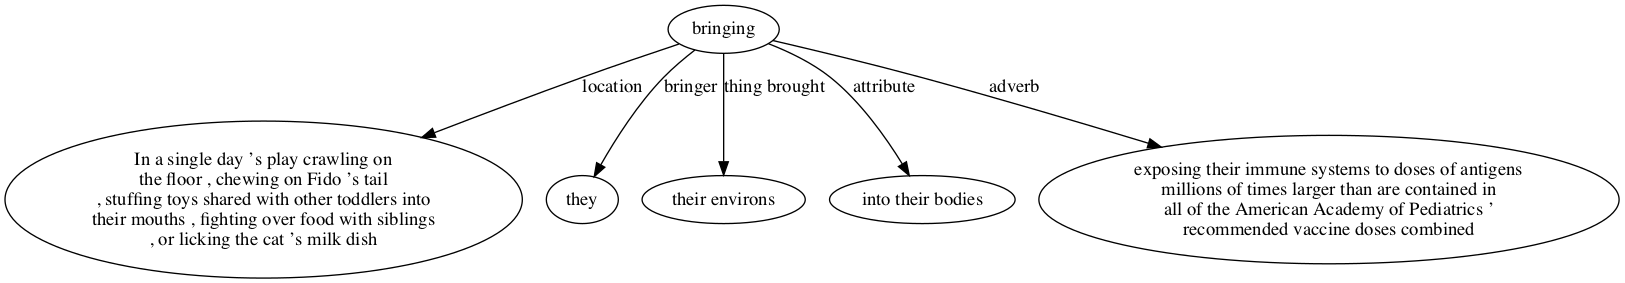 bringing
location
bringer
thing brought
attribute
adverb
In a single day 's play crawling on
the floor , chewing on Fido 's tail
, stuffing toys shared with other toddlers into
their mouths , fighting over food with siblings
, or licking the cat 's milk dish
they
their environs
into their bodies
exposing their immune systems to doses of antigens
millions of times larger than are contained in
all of the American Academy of Pediatrics '
recommended vaccine doses combined